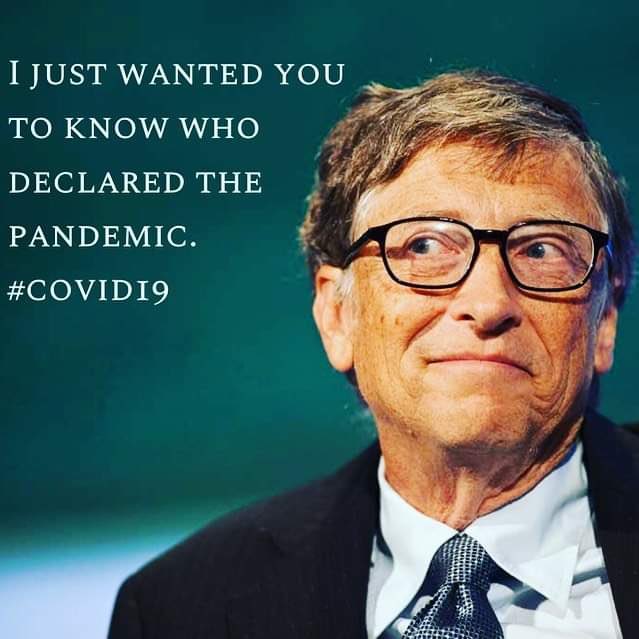 I JUST WANTED YOU
TO KNOW WHO
DECLARED THE
PANDEMIC.
#COVID19